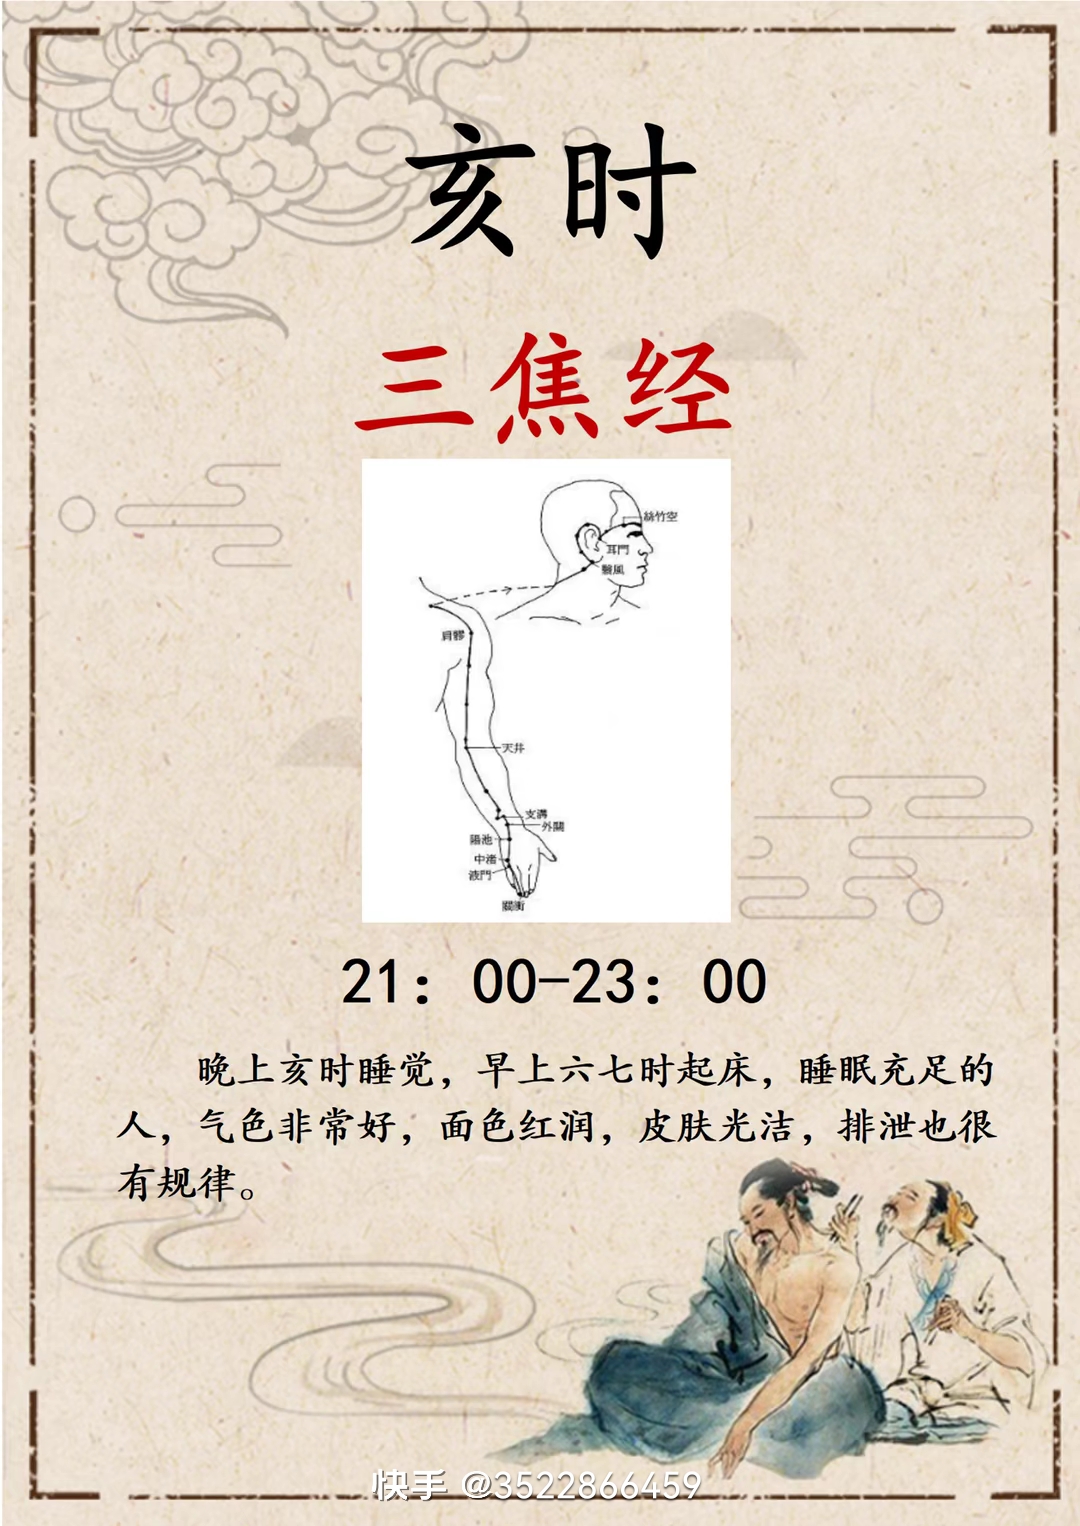 亥时
三焦经
絲竹空
耳門
翳風
肩髎
天井
支溝
外關
陽池
中渚
液門
關衝
21：00-23：00
晚上亥时睡觉，早上六七时起床，睡眠充足的
人，气色非常好，面色红润，皮肤光洁，排泄也很
有规律。
快手 @3522866459